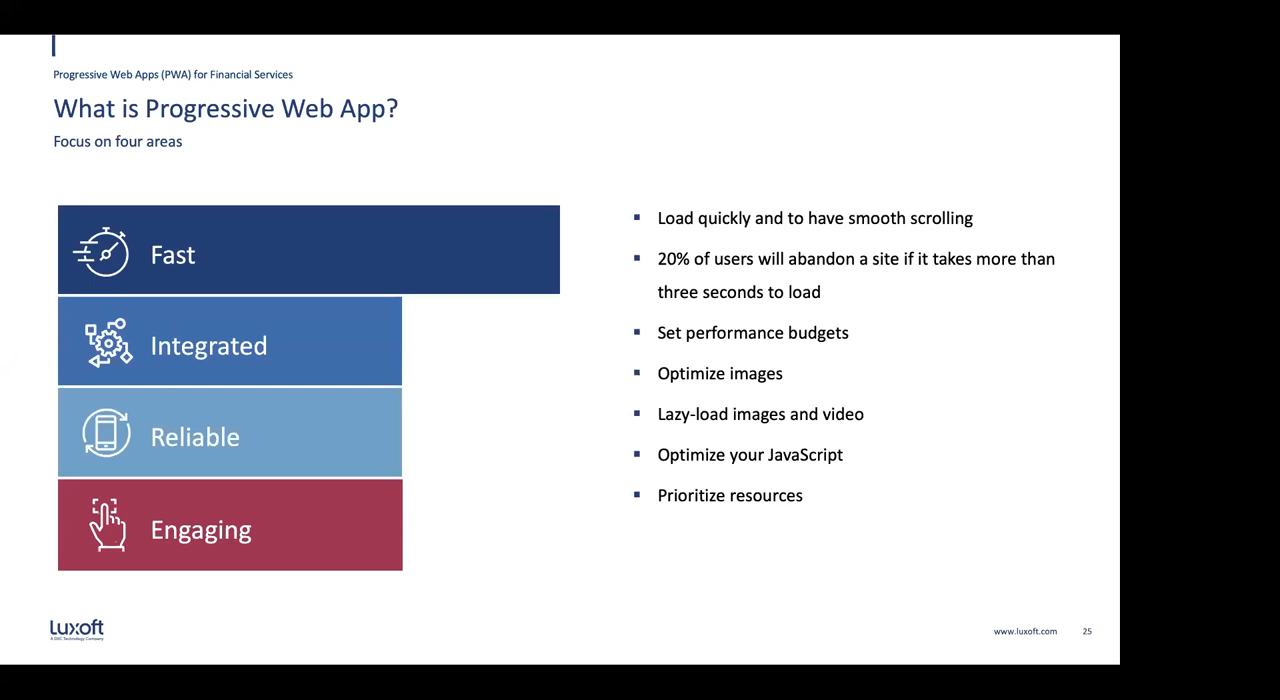 Progressive Web Apps (PWA) for Financial Services
What is Progressive Web App?
Focus on four areas
Fast
Integrated
Reliable
Engaging
▪ Load quickly and to have smooth scrolling
▪ 20% of users will abandon a site if it takes more than
three seconds to load
▪ Set performance budgets
▪ Optimize images
▪ Lazy-load images and video
▪ Optimize your JavaScript
▪ Prioritize resources
Luxoft
A DXC Technology Company
www.luxoft.com
25